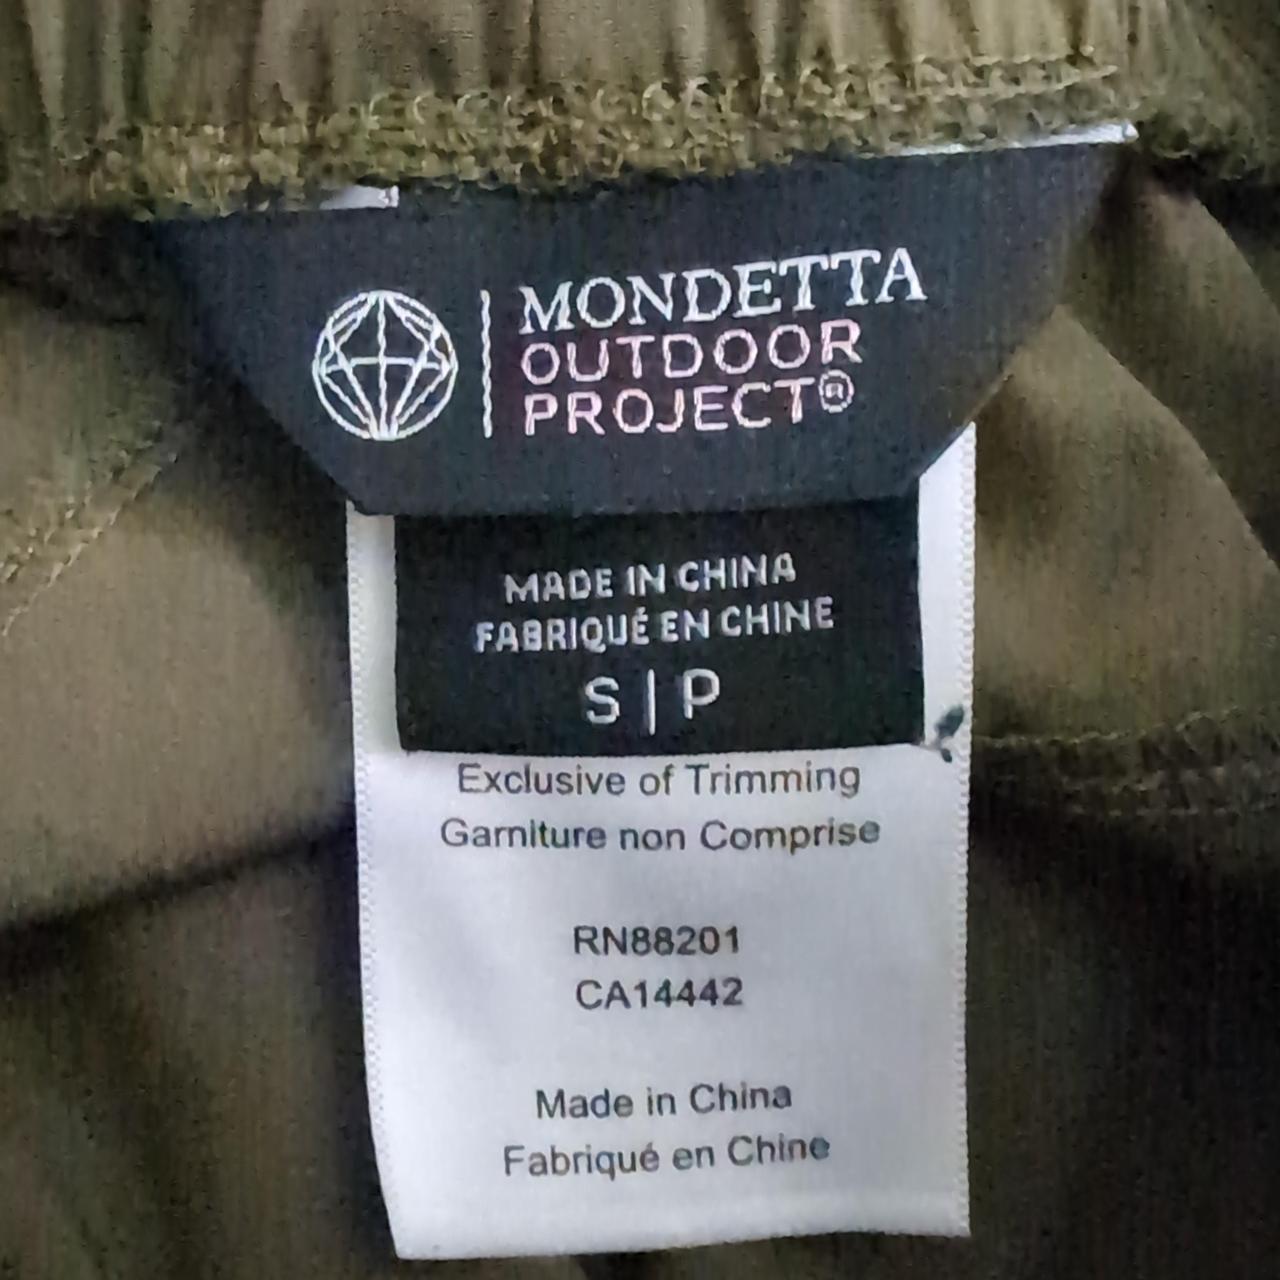 MONDETTA
OUTDOOR
PROJECT®
MADE IN CHINA
FABRIQUÉ EN CHINE
S | P
Exclusive of Trimming
Garniture non Comprise
RN88201
CA14442
Made in China
Fabriqué en Chine